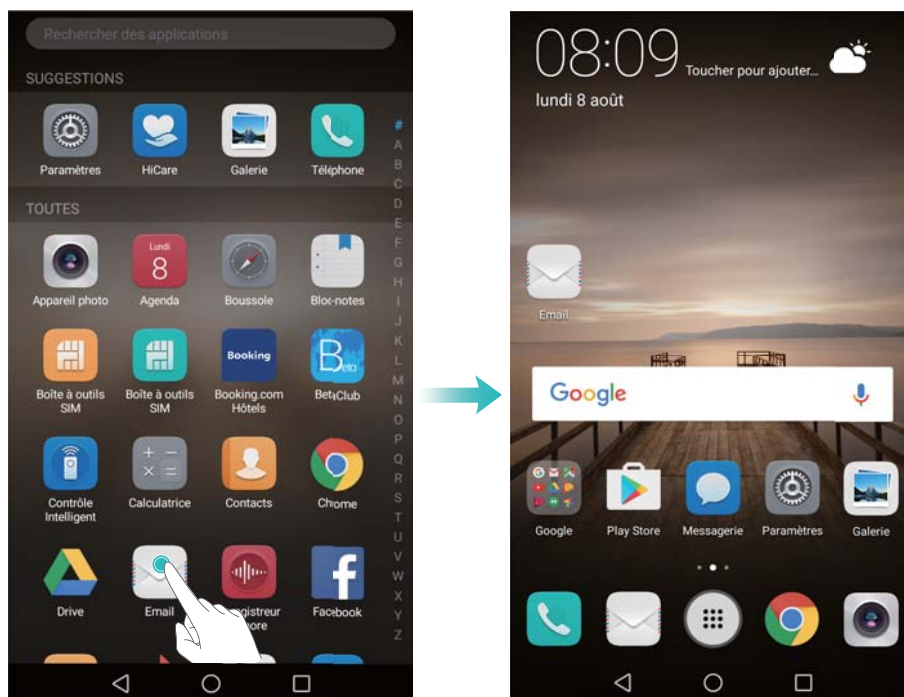 Rechercher des applications
SUGGESTIONS
Paramètres
HiCare
Galerie
Téléphone
#
A
B
C
D
E
F
G
H
I
J
K
L
M
N
O
P
Q
R
S
T
U
V
W
X
Y
Z
TOUTES
Lundi
8
Appareil photo
Agenda
Boussole
Bloc-notes
Booking
Beta
Boîte à outils
SIM
Boîte à outils
SIM
Booking.com
Hôtels
BetaClub
Contrôle
Intelligent
Calculatrice
Contacts
Chrome
Drive
Email
Facebook
08:09
Toucher pour ajouter...
lundi 8 août
Email
Google
Google
Play Store
Messagerie
Paramètres
Galerie